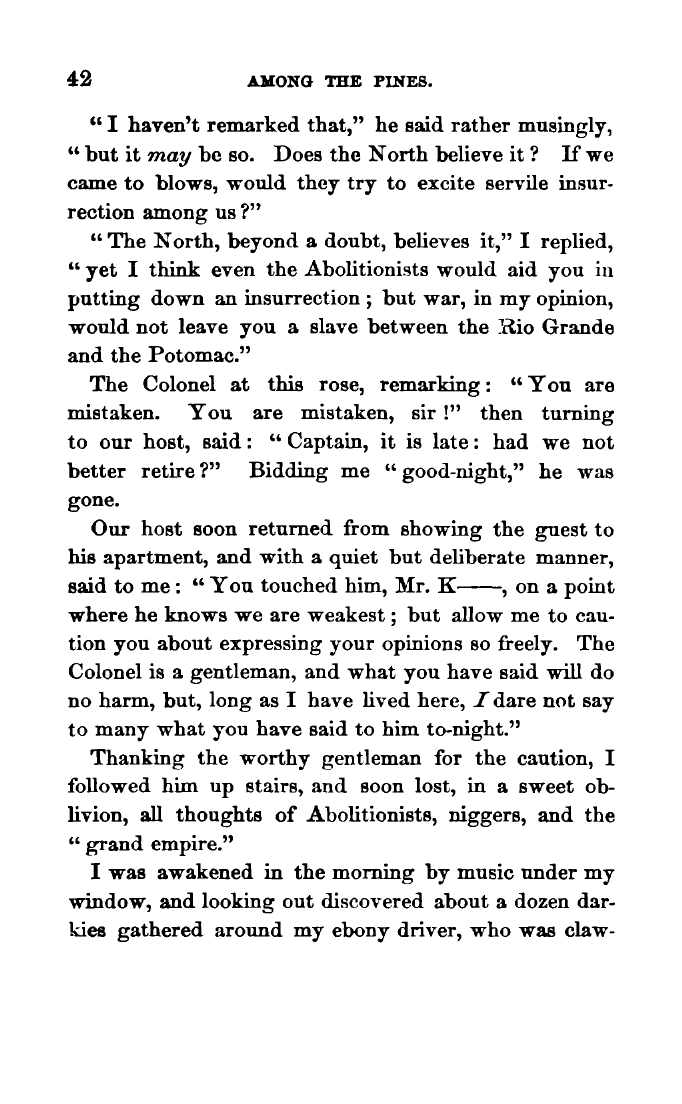 42 AMONG THE PINES.
“ I haven't remarked that,” he said rather musingly,
“ but it may be so. Does the North believe it ? If we
came to blows, would they try to excite servile insur-
rection among us ?”
“ The North, beyond a doubt, believes it,” I replied,
“ yet I think even the Abolitionists would aid you in
putting down an insurrection ; but war, in my opinion,
would not leave you a slave between the Rio Grande
and the Potomac.”
The Colonel at this rose, remarking : “ You are
mistaken. You are mistaken, sir !” then turning
to our host, said : “ Captain, it is late : had we not
better retire ?” Bidding me “ good-night,” he was
gone.
Our host soon returned from showing the guest to
his apartment, and with a quiet but deliberate manner,
said to me : “ You touched him, Mr. K——, on a point
where he knows we are weakest ; but allow me to cau-
tion you about expressing your opinions so freely. The
Colonel is a gentleman, and what you have said will do
no harm, but, long as I have lived here, I dare not say
to many what you have said to him to-night.”
Thanking the worthy gentleman for the caution, I
followed him up stairs, and soon lost, in a sweet ob-
livion, all thoughts of Abolitionists, niggers, and the
“ grand empire.”
I was awakened in the morning by music under my
window, and looking out discovered about a dozen dar-
kies gathered around my ebony driver, who was claw-